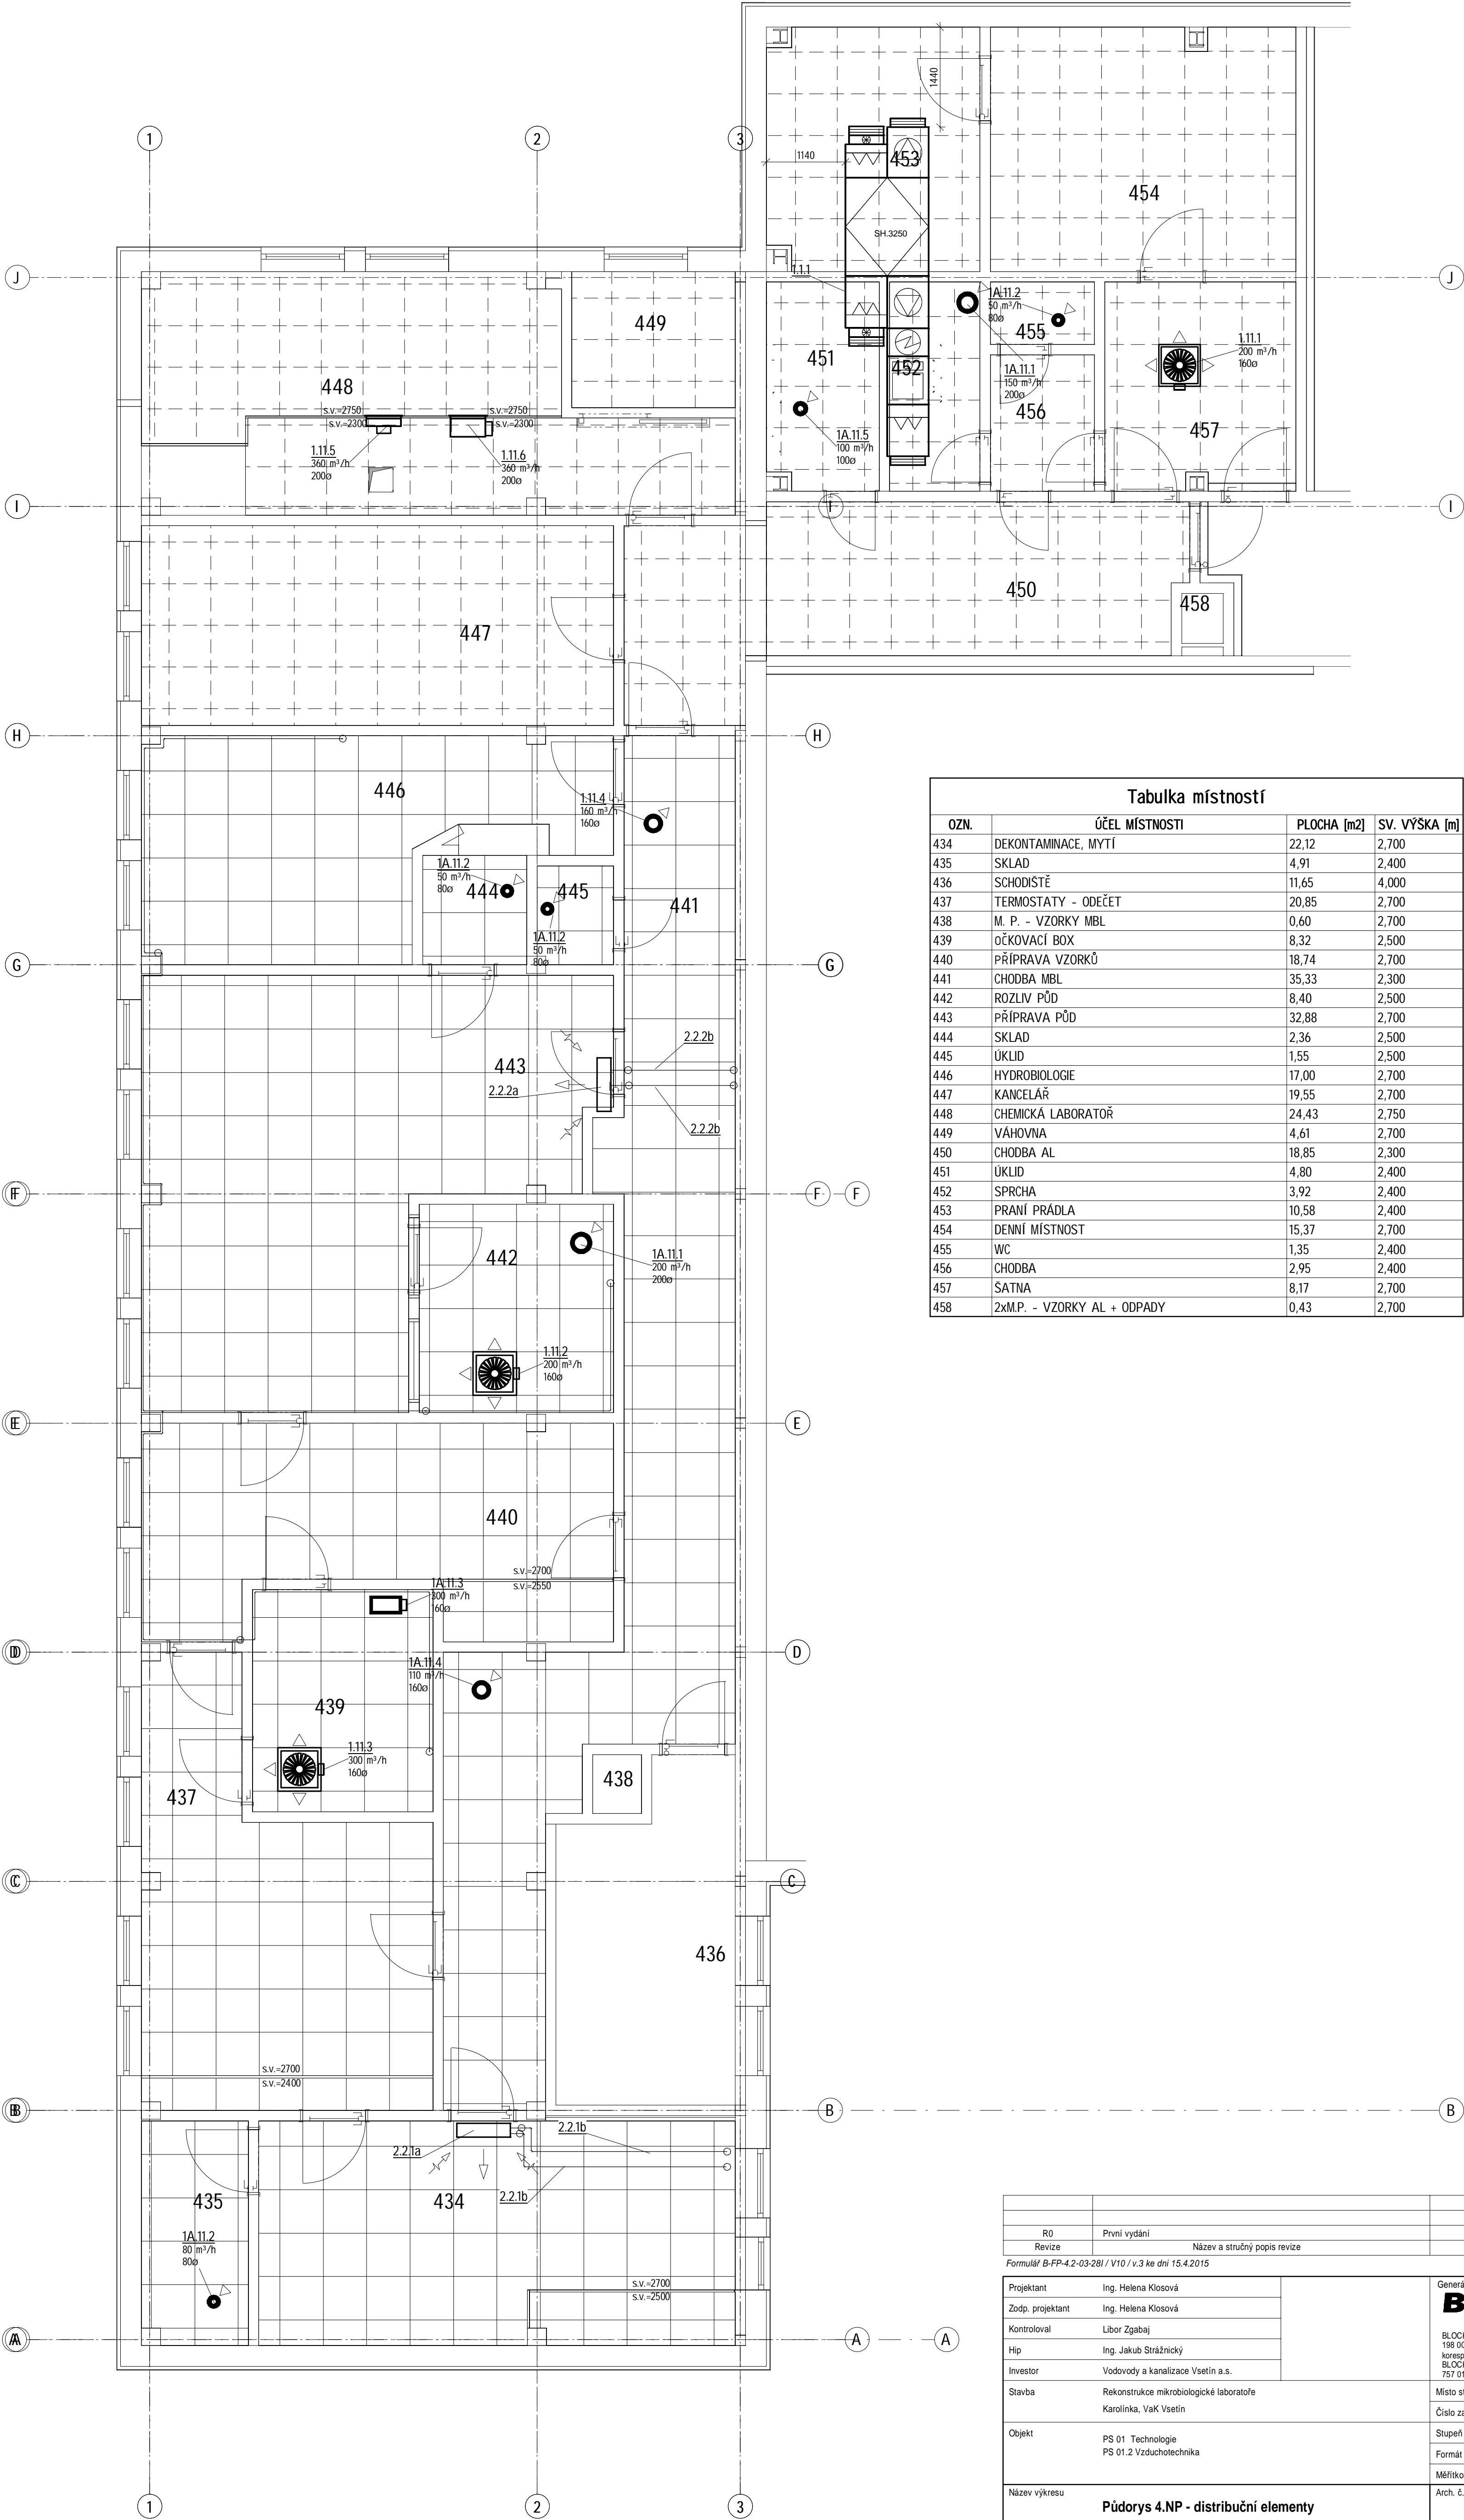 1
2
3
1440
1140
453
454
SH.3250
J
J
1.1.1
1A.11.2
50 m³/h
80ø
449
455
451
452
448
1.11.1
200 m³/h
160ø
1A.11.1
150 m³/h
200ø
456
457
s.v.=2750
s.v.=2300
s.v.=2750
s.v.=2300
1A.11.5
100 m³/h
100ø
1.11.5
360 m³/h
200ø
1.11.6
360 m³/h
200ø
I
F
I
450
458
447
H
H
446
1.11.4
160 m³/h
160ø
1A.11.2
50 m³/h
80ø
444
445
441
1A.11.2
50 m³/h
80ø
G
G
443
2.2.2b
2.2.2a
2.2.2b
F
F
F
442
1A.11.1
200 m³/h
200ø
1.11.2
200 m³/h
160ø
E
E
440
s.v.=2700
s.v.=2550
1A.11.3
300 m³/h
160ø
D
D
1A.11.4
110 m³/h
160ø
439
1.11.3
300 m³/h
160ø
437
438
C
C
436
s.v.=2700
s.v.=2400
B
B
B
2.2.1a
2.2.1b
435
434
2.2.1b
1A.11.2
80 m³/h
80ø
s.v.=2700
s.v.=2500
A
A
A
1
2
3
Tabulka místností
OZN. ÚČEL MÍSTNOSTI PLOCHA [m2] SV. VÝŠKA [m]
434 DEKONTAMINACE, MYTÍ 22,12 2,700
435 SKLAD 4,91 2,400
436 SCHODIŠTĚ 11,65 4,000
437 TERMOSTATY - ODEČET 20,85 2,700
438 M. P. - VZORKY MBL 0,60 2,700
439 OČKOVACÍ BOX 8,32 2,500
440 PŘÍPRAVA VZORKŮ 18,74 2,700
441 CHODBA MBL 35,33 2,300
442 ROZLIV PŮD 8,40 2,500
443 PŘÍPRAVA PŮD 32,88 2,700
444 SKLAD 2,36 2,500
445 ÚKLID 1,55 2,500
446 HYDROBIOLOGIE 17,00 2,700
447 KANCELÁŘ 19,55 2,700
448 CHEMICKÁ LABORATOŘ 24,43 2,750
449 VÁHOVNA 4,61 2,700
450 CHODBA AL 18,85 2,300
451 ÚKLID 4,80 2,400
452 SPRCHA 3,92 2,400
453 PRANÍ PRÁDLA 10,58 2,400
454 DENNÍ MÍSTNOST 15,37 2,700
455 WC 1,35 2,400
456 CHODBA 2,95 2,400
457 ŠATNA 8,17 2,700
458 2xM.P. - VZORKY AL + ODPADY 0,43 2,700
R0 První vydání
Revize Název a stručný popis revize
Formulář B-FP-4.2-03-28I / V10 / v.3 ke dni 15.4.2015
Projektant Ing. Helena Klosová
Zodp. projektant Ing. Helena Klosová
Kontroloval Libor Zgabaj
Hip Ing. Jakub Strážnický
Investor Vodovody a kanalizace Vsetín a.s.
Stavba Rekonstrukce mikrobiologické laboratoře
Karolínka, VaK Vsetín
Objekt PS 01 Technologie
PS 01.2 Vzduchotechnika
Název výkresu
Půdorys 4.NP - distribuční elementy
Generá
B
BLOCK
198 00
koresp
BLOCK
757 01
Místo st
Číslo za
Stupeň
Formát
Měřítko
Arch. č.